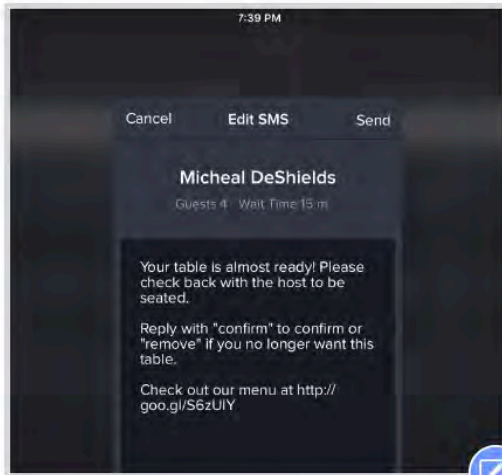 7:39 PM
Cancel Edit SMS Send
Micheal DeShields
Guests 4 Wait Time 15 m
Your table is almost ready! Please
check back with the host to be
seated.
Reply with "confirm" to confirm or
"remove" if you no longer want this
table.
Check out our menu at http://
goo.gl/S6zUlY